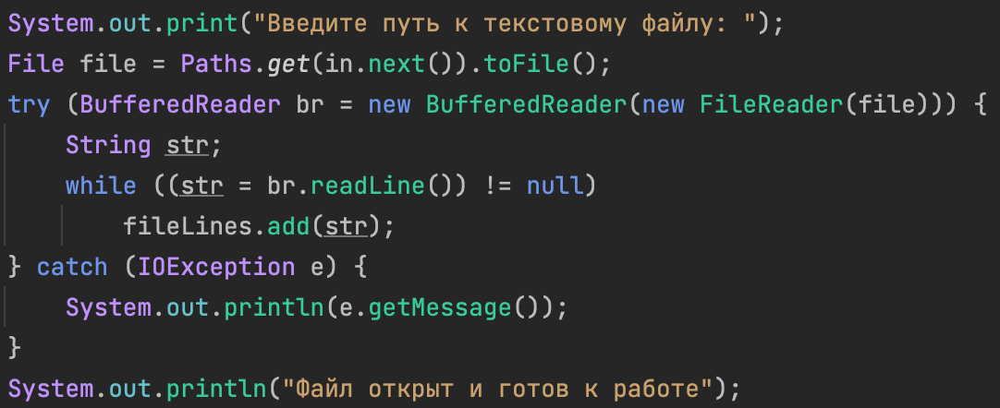 System.out.print("Введите путь к текстовому файлу: ");
File file = Paths.get(in.next()).toFile();
try (BufferedReader br = new BufferedReader(new FileReader(file))) {
    String str;
    while ((str = br.readLine()) != null)
        fileLines.add(str);
} catch (IOException e) {
    System.out.println(e.getMessage());
}
System.out.println("Файл открыт и готов к работе");